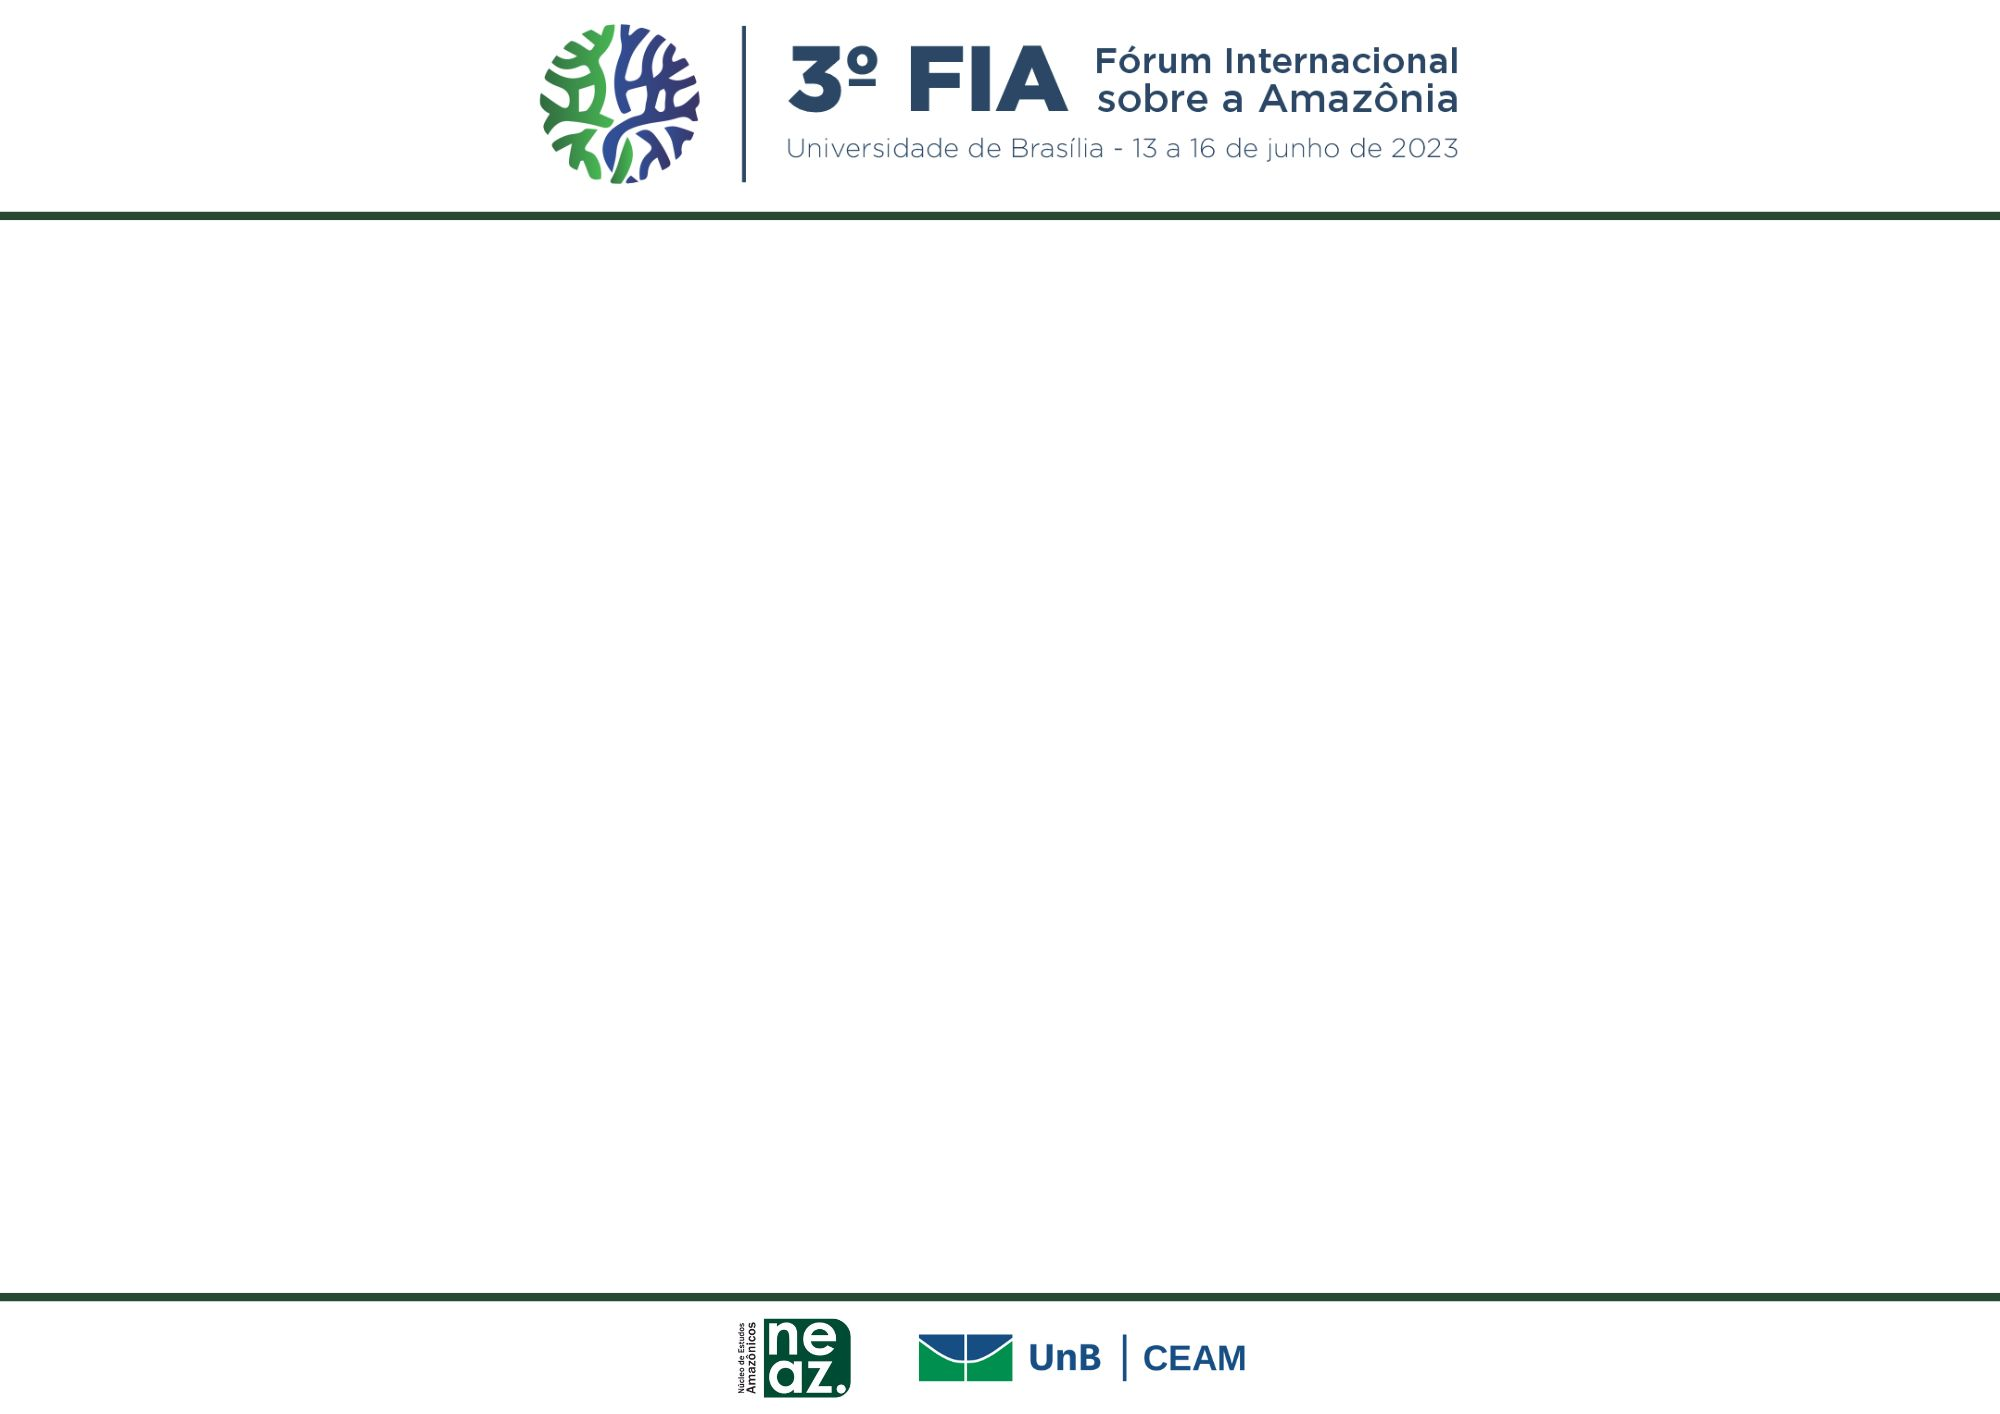 3º FIA
Fórum Internacional
sobre a Amazônia
Universidade de Brasília - 13 a 16 de junho de 2023
Núcleo de Estudos
Amazônicos
ne
az.
UnB | CEAM